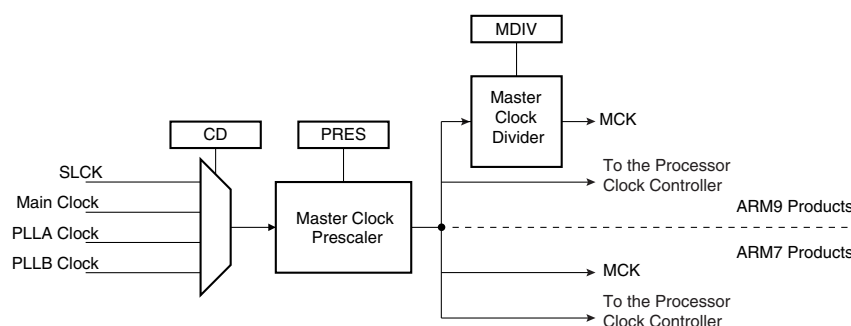 MDIV
Master
Clock
Divider
MCK
CD
PRES
SLCK
Main Clock
PLLA Clock
PLLB Clock
Master Clock
Prescaler
To the Processor
Clock Controller
ARM9 Products
ARM7 Products
MCK
To the Processor
Clock Controller